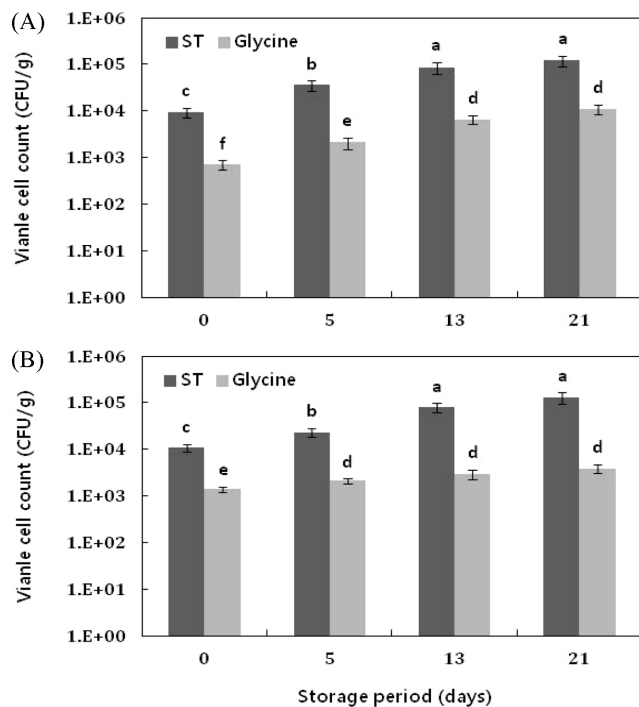 (A)
1.E+06
ST Glycine
a
a
1.E+05
b
c
d
d
1.E+04
e
f
1.E+03
1.E+02
1.E+01
1.E+00
Vianle cell count (CFU/g)
0 5 13 21
(B)
1.E+06
ST Glycine
a
a
1.E+05
b
c
1.E+04
d
d
d
e
1.E+03
1.E+02
1.E+01
1.E+00
Vianle cell count (CFU/g)
0 5 13 21
Storage period (days)